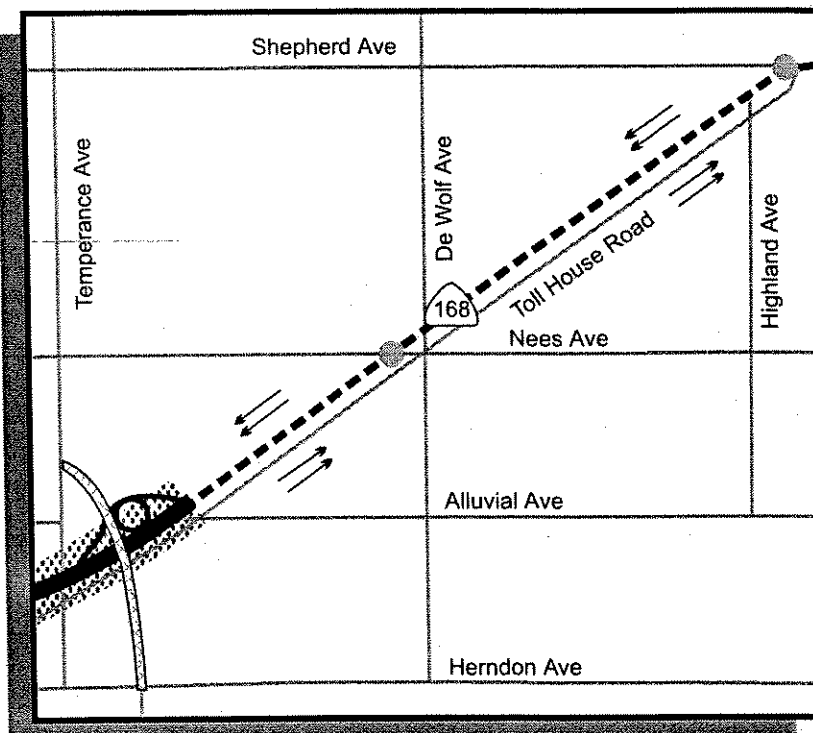 Shepherd Ave
Temperance Ave
De Wolf Ave
Highland Ave
Toll House Road
168
Nees Ave
Alluvial Ave
Herndon Ave